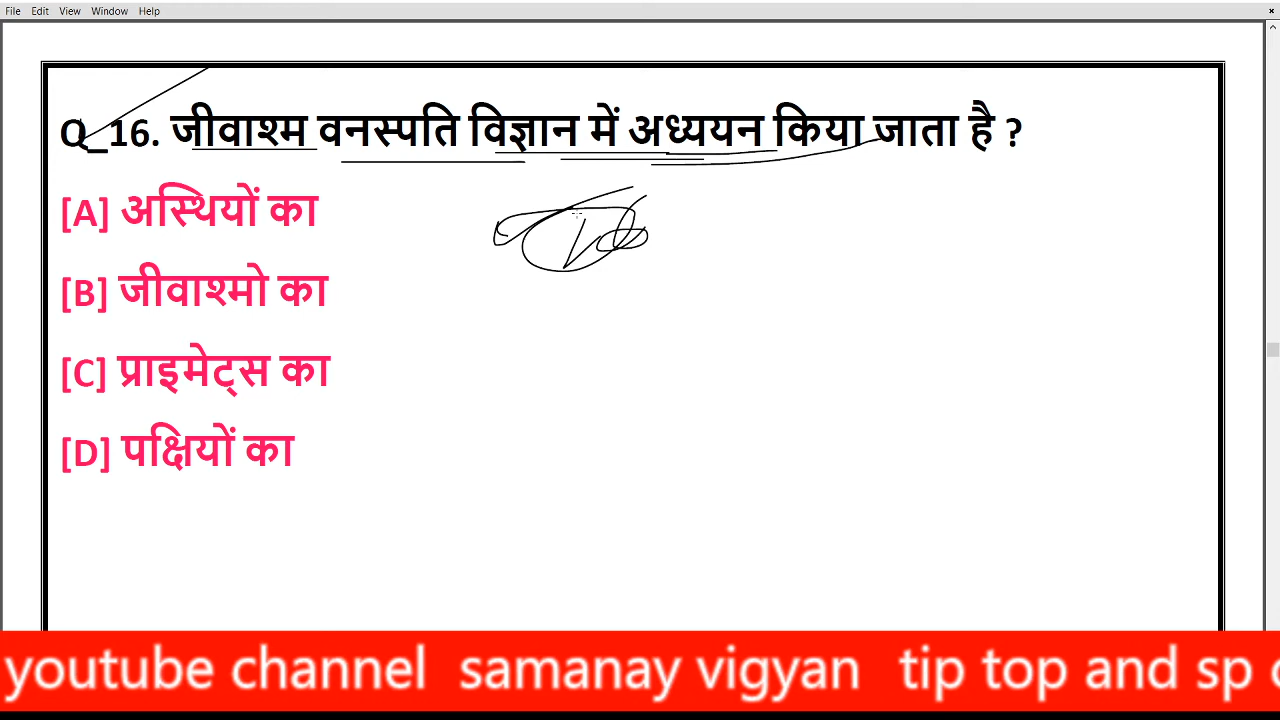 File Edit View Window Help
Q_16. जीवाश्म वनस्पति विज्ञान में अध्ययन किया जाता है ?
[A] अस्थियों का
[B] जीवाश्मो का
[C] प्राइमेट्स का
[D] पक्षियों का
youtube channel samanay vigyan tip top and sp